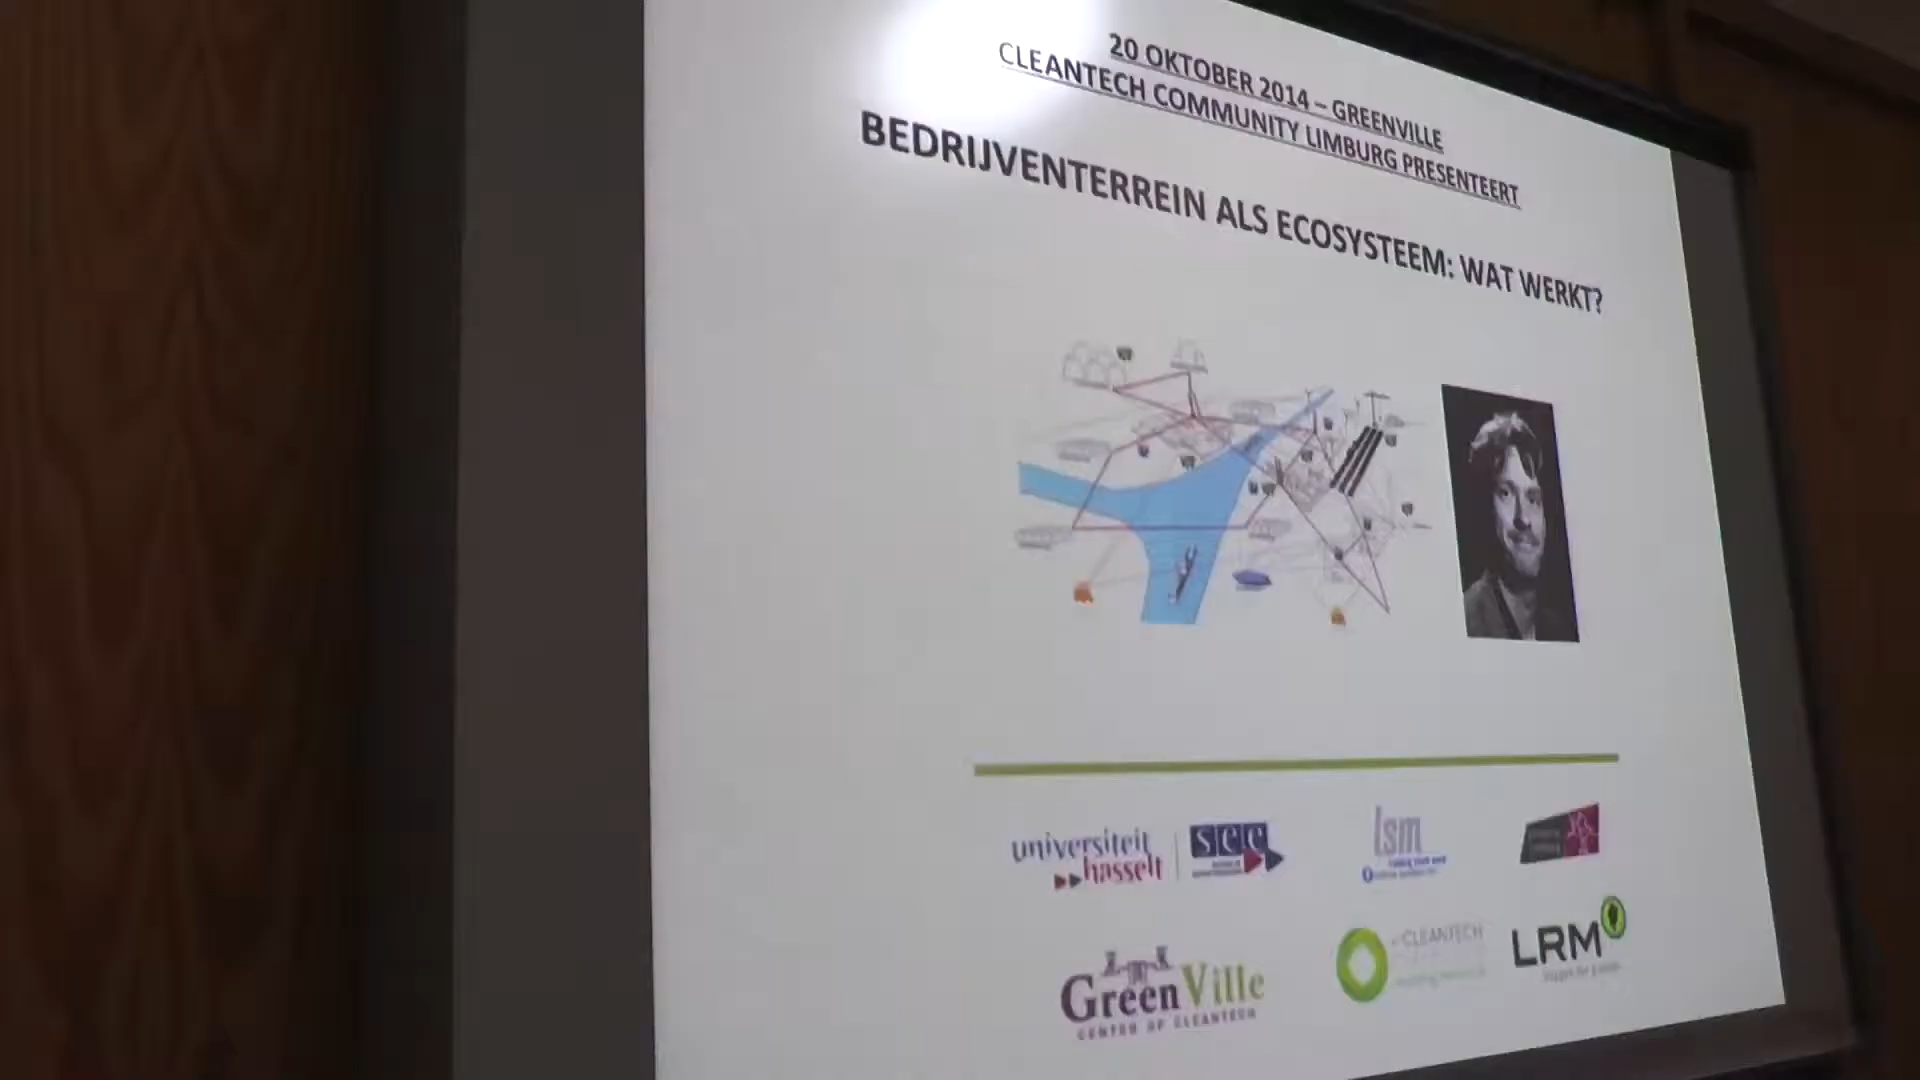 20 OKTOBER 2014 – GREENVILLE
CLEANTECH COMMUNITY LIMBURG PRESENTEERT
BEDRIJVENTERREIN ALS ECOSYSTEEM: WAT WERKT?
universiteit
hasselt
see
lsm
GreenVille
CENTER OF CLEANTECH
CLEANTECH
LRM